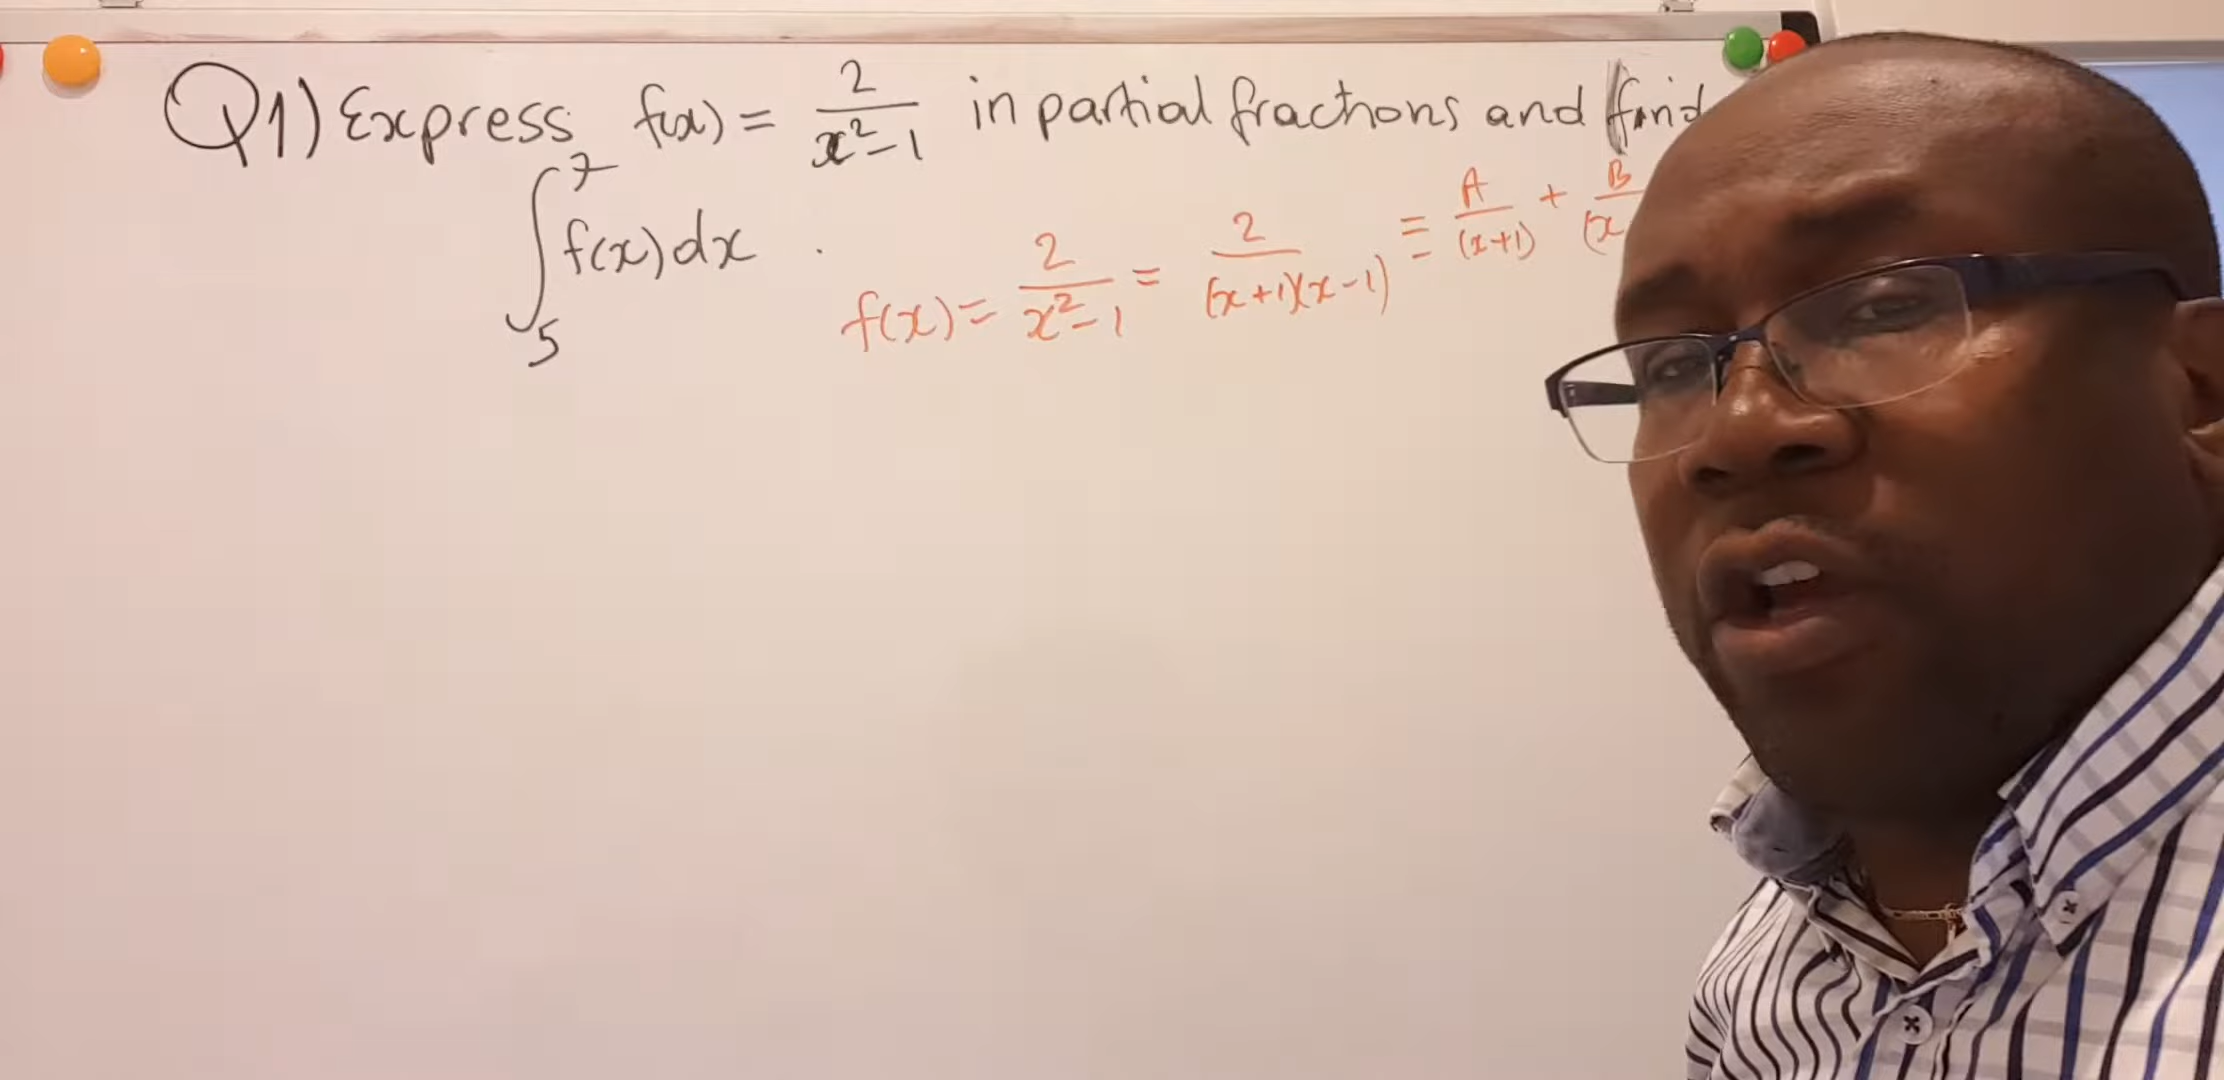 Q1) Express f(x) = 2/(x²-1) in partial fractions and find
∫₅⁷ f(x)dx .
f(x) = 2/(x²-1) = 2/((x+1)(x-1)) = A/(x+1) + B/(x